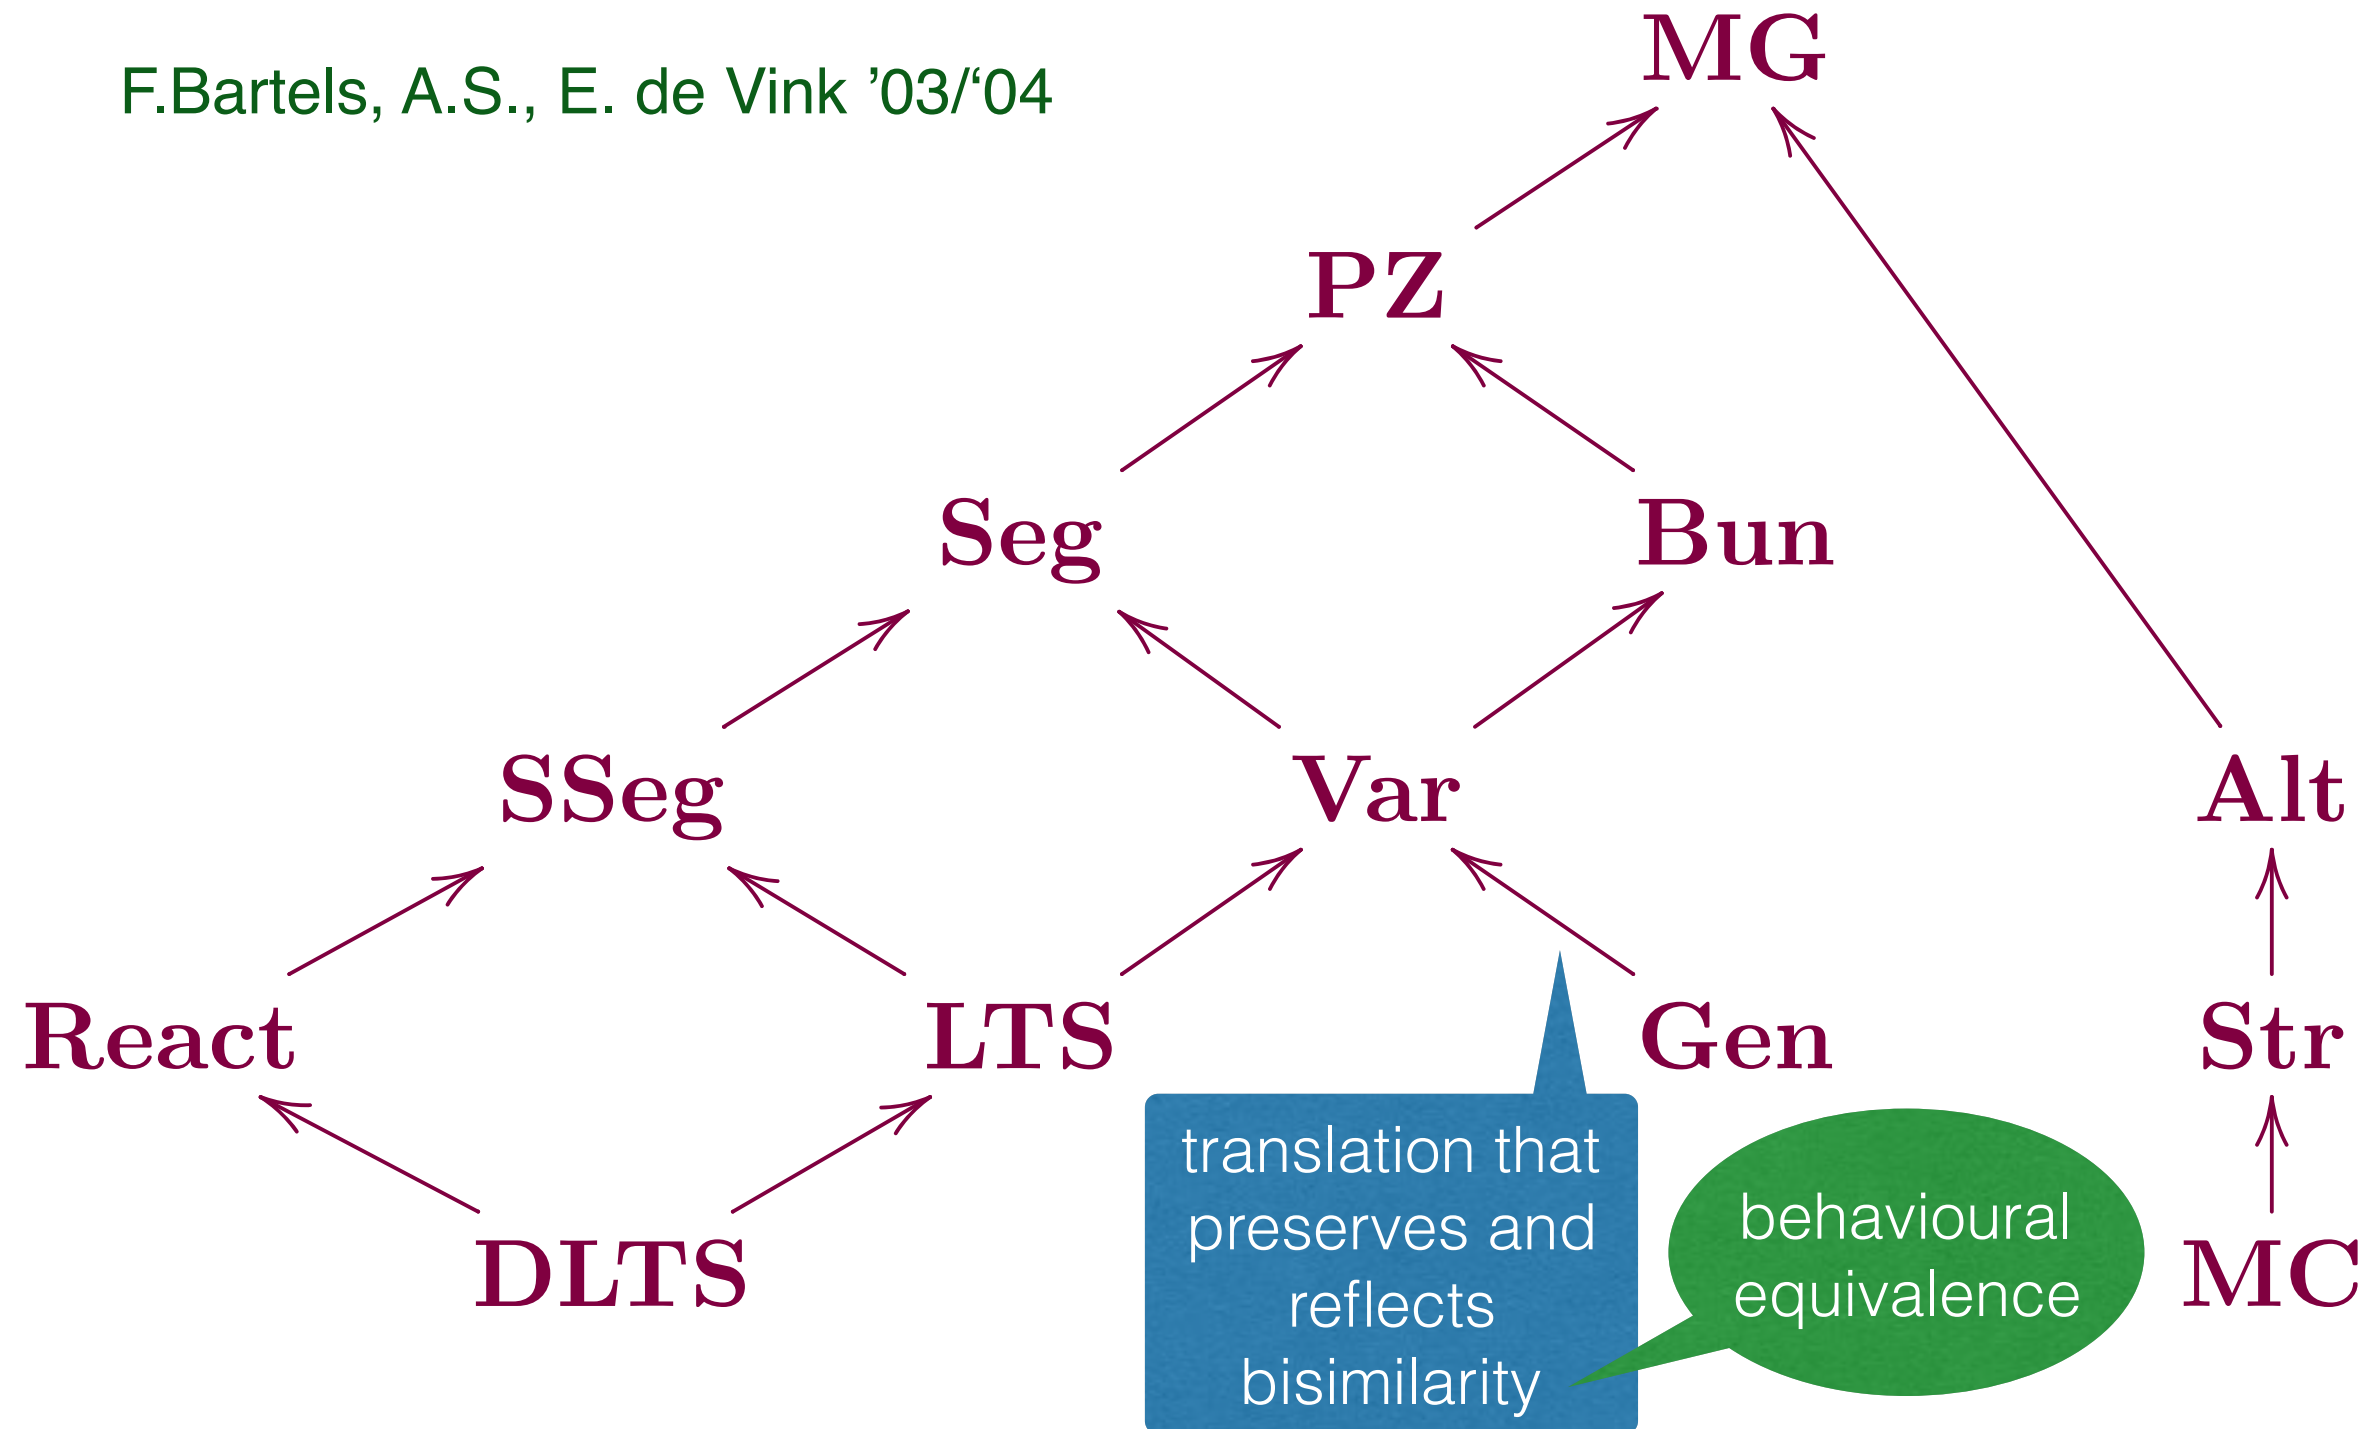 MG
F.Bartels, A.S., E. de Vink ’03/‘04
PZ
Seg
Bun
SSeg
Var
Alt
React
LTS
Gen
Str
translation that
preserves and
reflects
bisimilarity
behavioural
equivalence
DLTS
MC